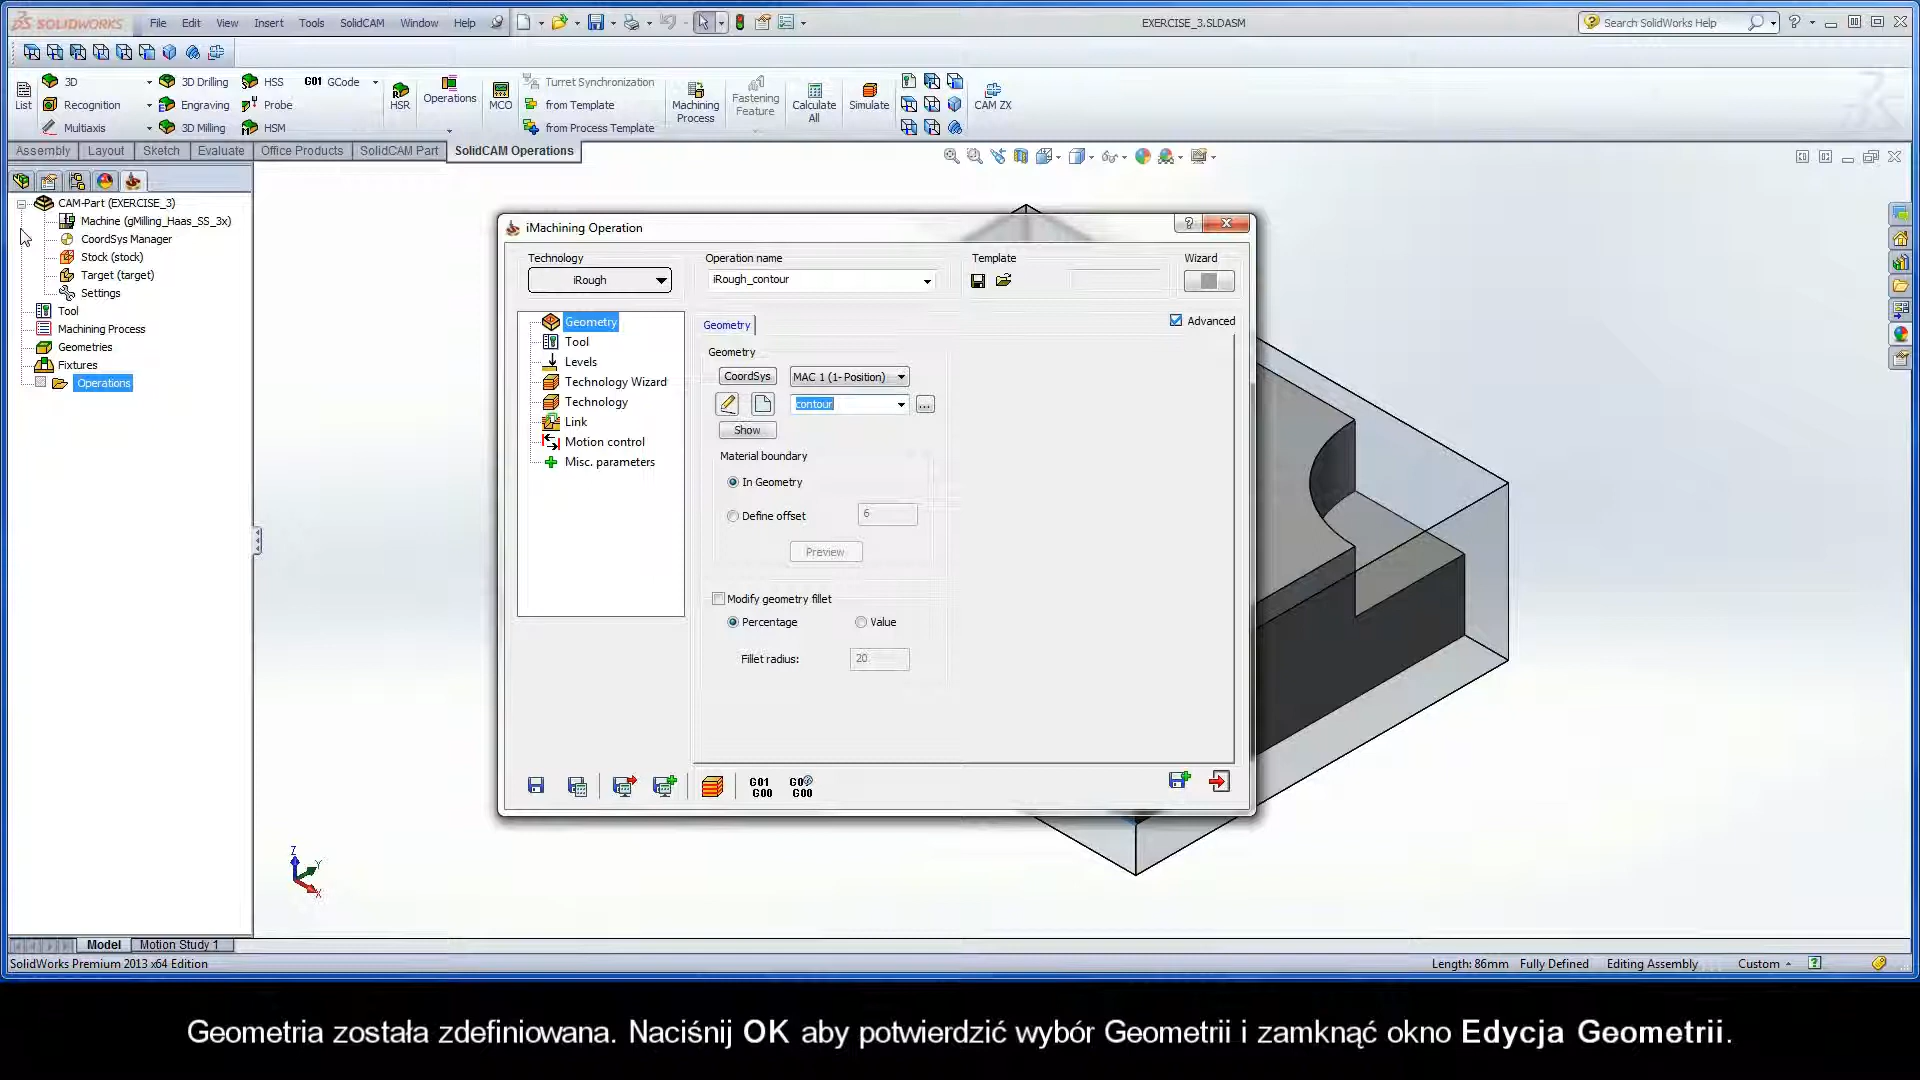 SOLIDWORKS File Edit View Insert Tools SolidCAM Window Help EXERCISE_3.SLDASM Search SolidWorks Help
3D 3D Drilling HSS G01 GCode Turret Synchronization
List Recognition Engraving Probe HSR Operations MCO from Template Machining Process Fastening Feature Calculate All Simulate CAM ZX
Multiaxis 3D Milling HSM from Process Template
Assembly Layout Sketch Evaluate Office Products SolidCAM Part SolidCAM Operations
CAM-Part (EXERCISE_3)
Machine (gMilling_Haas_SS_3x)
CoordSys Manager
Stock (stock)
Target (target)
Settings
Tool
Machining Process
Geometries
Fixtures
Operations
iMachining Operation
Technology Operation name Template Wizard
iRough iRough_contour
Geometry
Tool
Levels
Technology Wizard
Technology
Link
Motion control
Misc. parameters
Geometry Advanced
Geometry
CoordSys MAC 1 (1- Position)
contour ...
Show
Material boundary
In Geometry
Define offset 6
Preview
Modify geometry fillet
Percentage Value
Fillet radius: 20
G01 G00
G00
Z Y X
Model Motion Study 1
SolidWorks Premium 2013 x64 Edition Length: 86mm Fully Defined Editing Assembly Custom
Geometria została zdefiniowana. Naciśnij OK aby potwierdzić wybór Geometrii i zamknąć okno Edycja Geometrii.